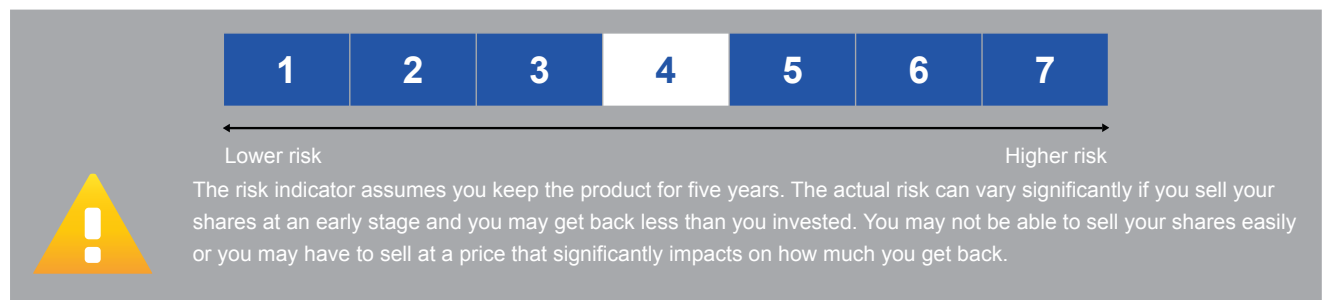 1 2 3 4 5 6 7
Lower risk Higher risk
The risk indicator assumes you keep the product for five years. The actual risk can vary significantly if you sell your
shares at an early stage and you may get back less than you invested. You may not be able to sell your shares easily
or you may have to sell at a price that significantly impacts on how much you get back.